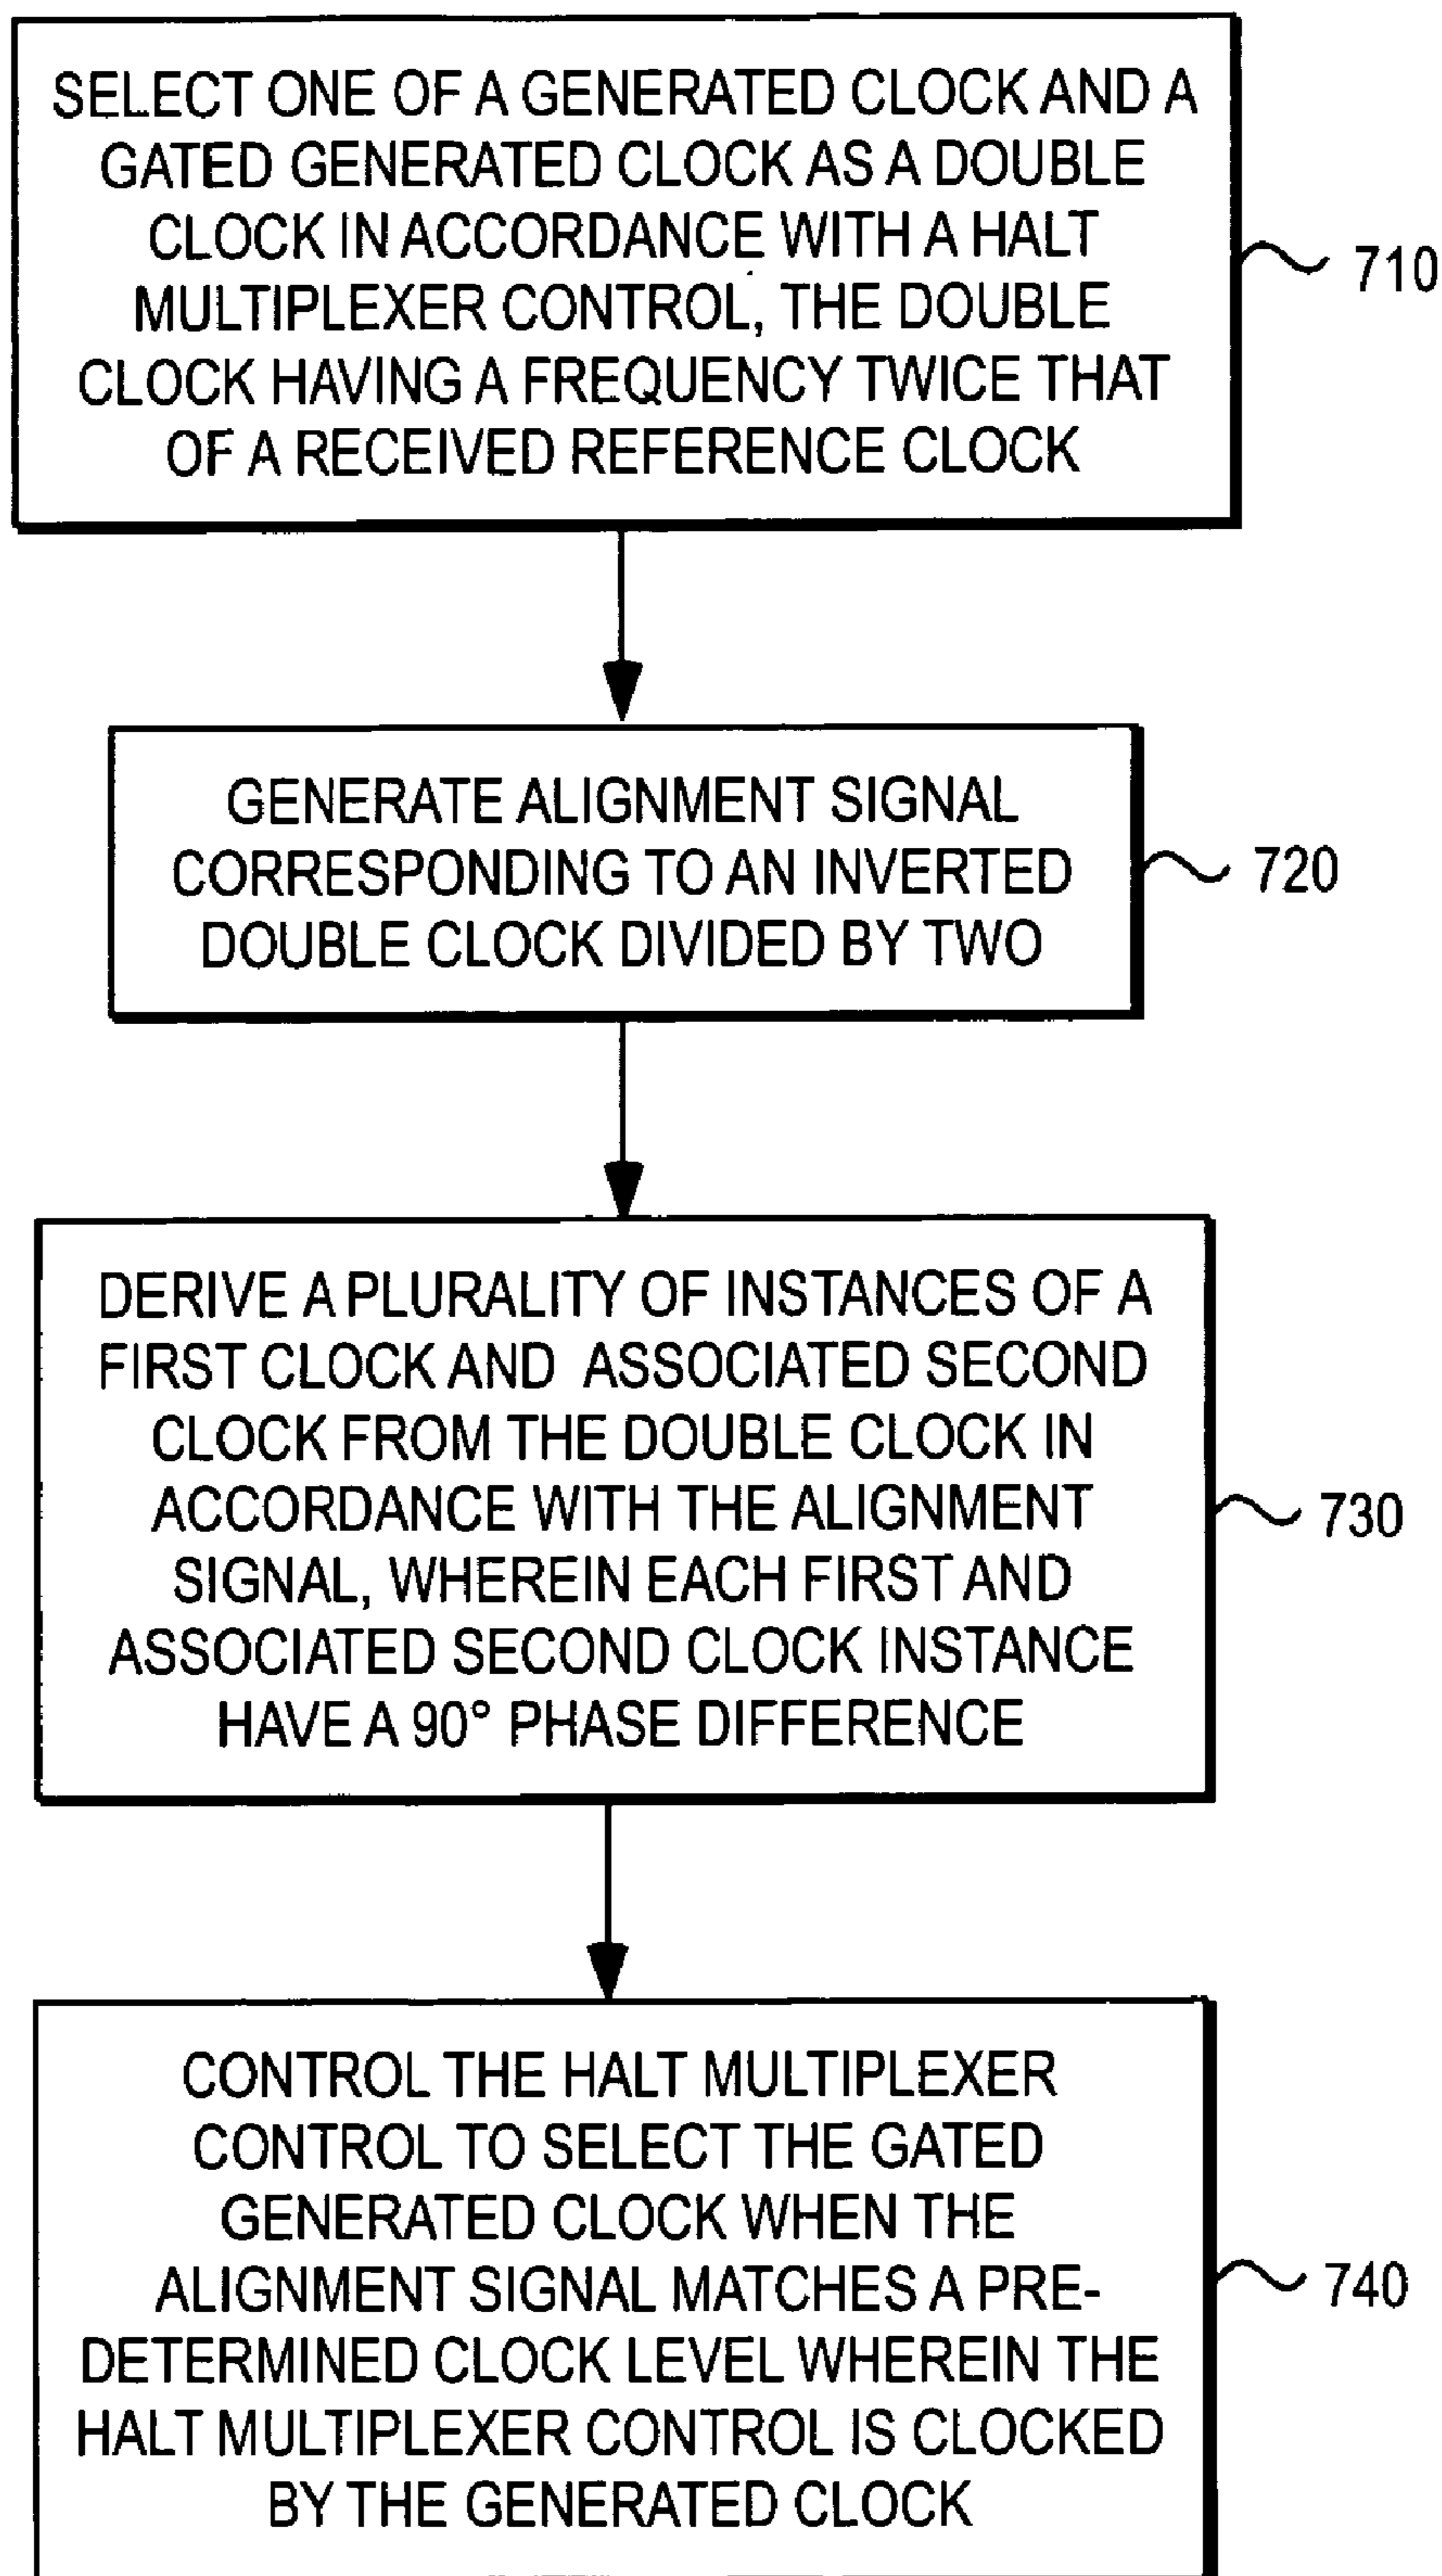 SELECT ONE OF A GENERATED CLOCK AND A
GATED GENERATED CLOCK AS A DOUBLE
CLOCK IN ACCORDANCE WITH A HALT
MULTIPLEXER CONTROL, THE DOUBLE
CLOCK HAVING A FREQUENCY TWICE THAT
OF A RECEIVED REFERENCE CLOCK
710
GENERATE ALIGNMENT SIGNAL
CORRESPONDING TO AN INVERTED
DOUBLE CLOCK DIVIDED BY TWO
720
DERIVE A PLURALITY OF INSTANCES OF A
FIRST CLOCK AND ASSOCIATED SECOND
CLOCK FROM THE DOUBLE CLOCK IN
ACCORDANCE WITH THE ALIGNMENT
SIGNAL, WHEREIN EACH FIRST AND
ASSOCIATED SECOND CLOCK INSTANCE
HAVE A 90° PHASE DIFFERENCE
730
CONTROL THE HALT MULTIPLEXER
CONTROL TO SELECT THE GATED
GENERATED CLOCK WHEN THE
ALIGNMENT SIGNAL MATCHES A PRE-
DETERMINED CLOCK LEVEL WHEREIN THE
HALT MULTIPLEXER CONTROL IS CLOCKED
BY THE GENERATED CLOCK
740